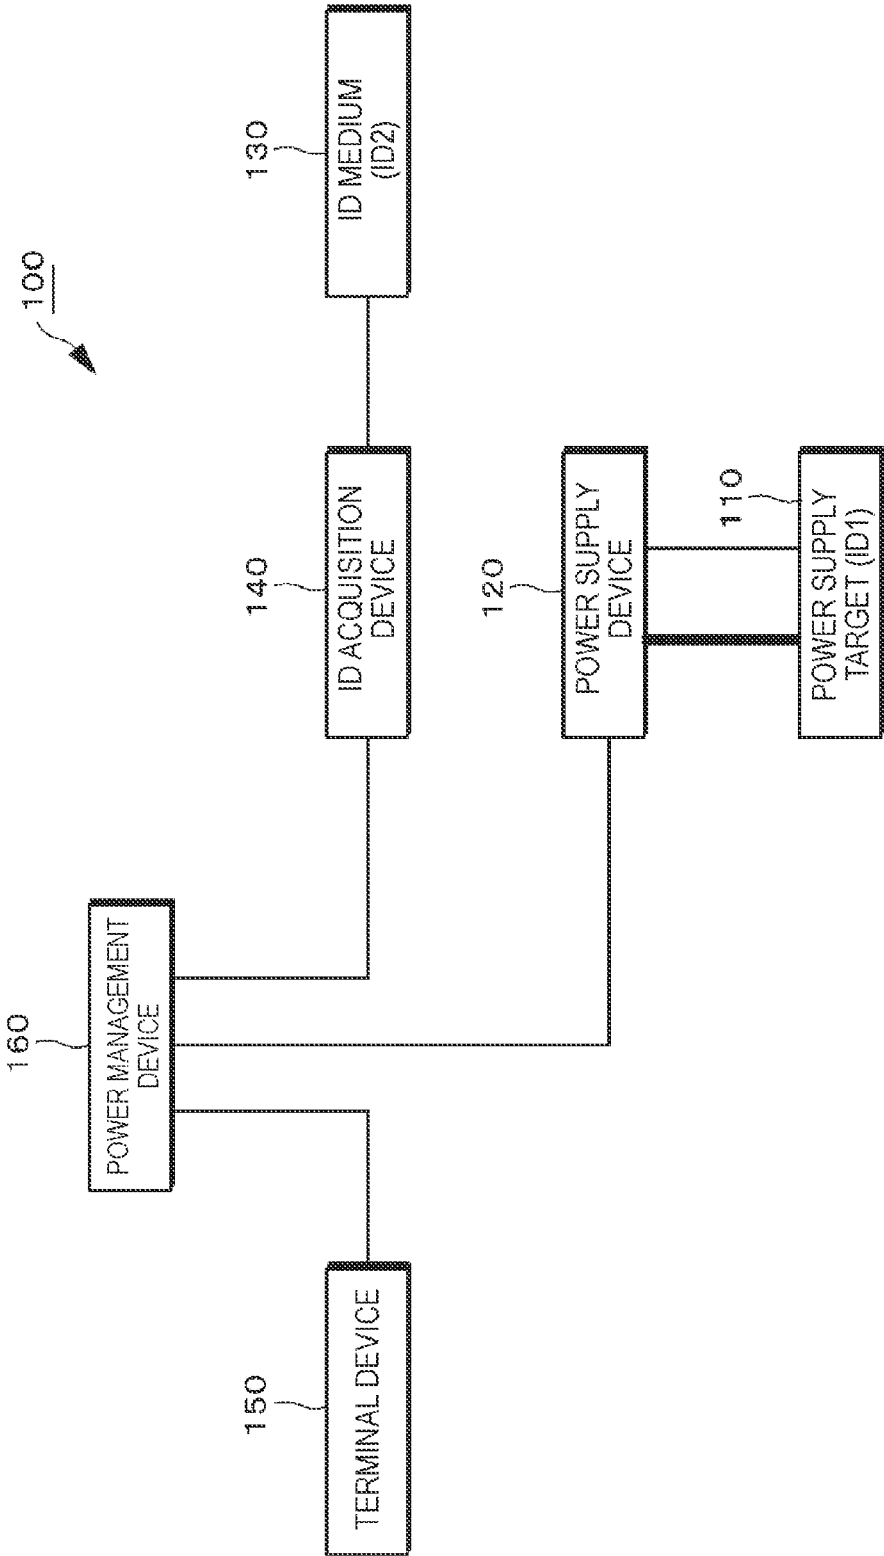 100
160
POWER MANAGEMENT
DEVICE
150
TERMINAL DEVICE
140
ID ACQUISITION
DEVICE
130
ID MEDIUM
(ID2)
120
POWER SUPPLY
DEVICE
110
POWER SUPPLY
TARGET (ID1)